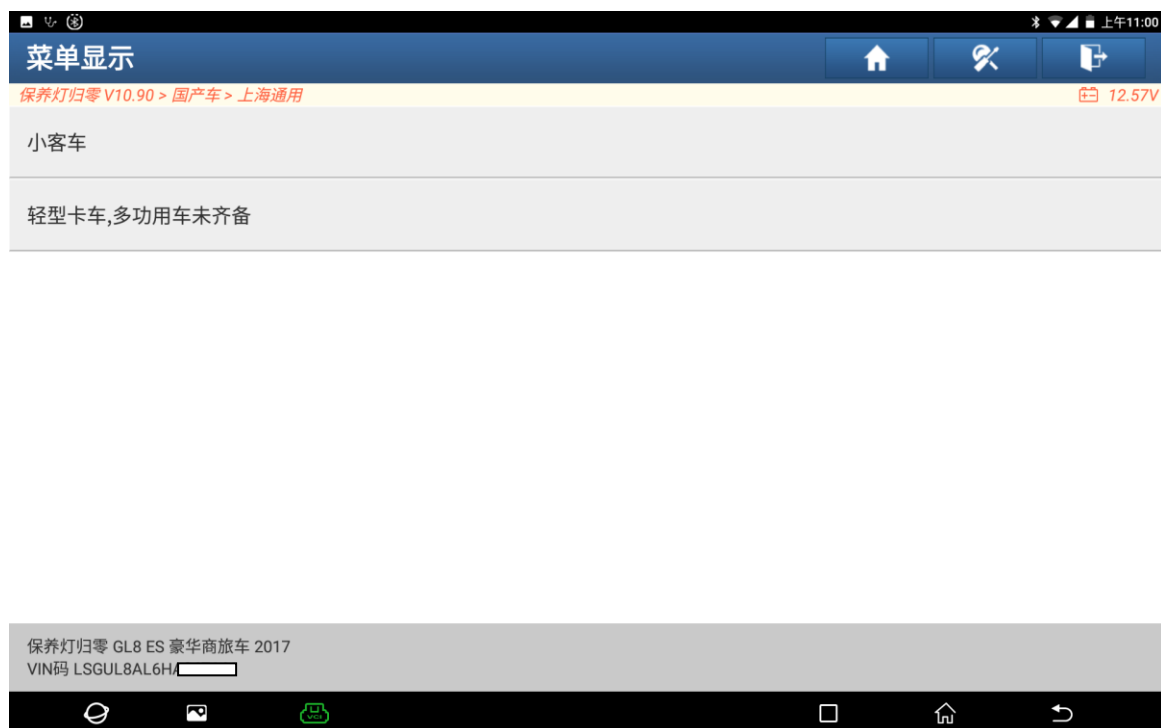 上午11:00
菜单显示
保养灯归零 V10.90 > 国产车 > 上海通用
12.57V
小客车
轻型卡车,多功用车未齐备
保养灯归零 GL8 ES 豪华商旅车 2017
VIN码 LSGUL8AL6HA
VCI